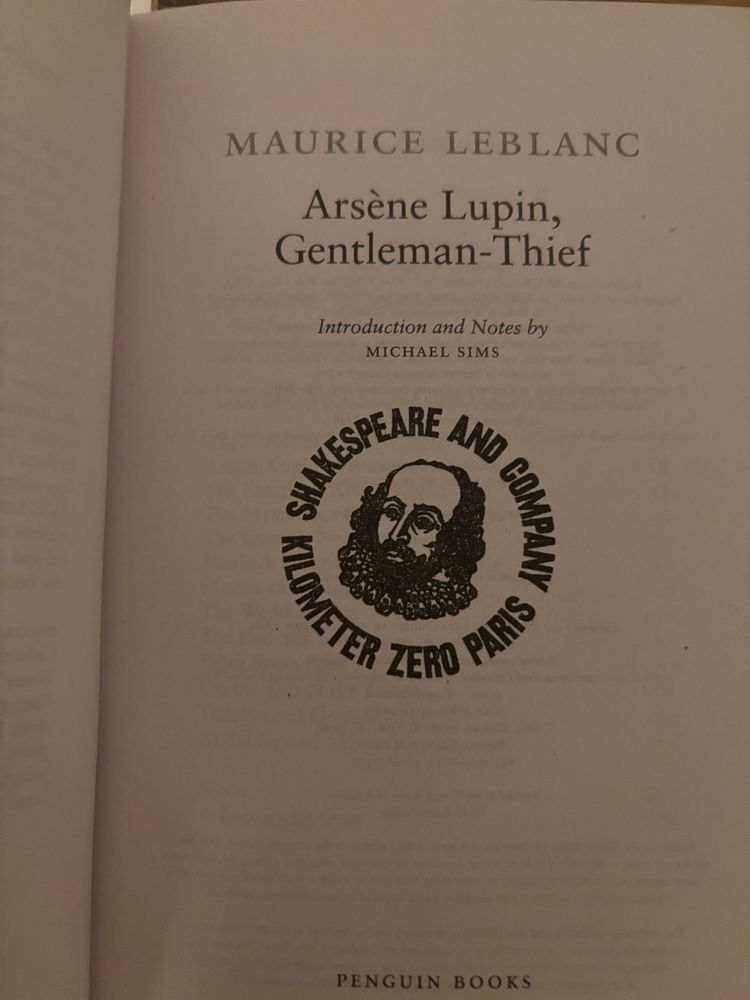 MAURICE LEBLANC
Arsène Lupin,
Gentleman-Thief
Introduction and Notes by
MICHAEL SIMS
SHAKESPEARE AND COMPANY
KILOMETER ZERO PARIS
PENGUIN BOOKS